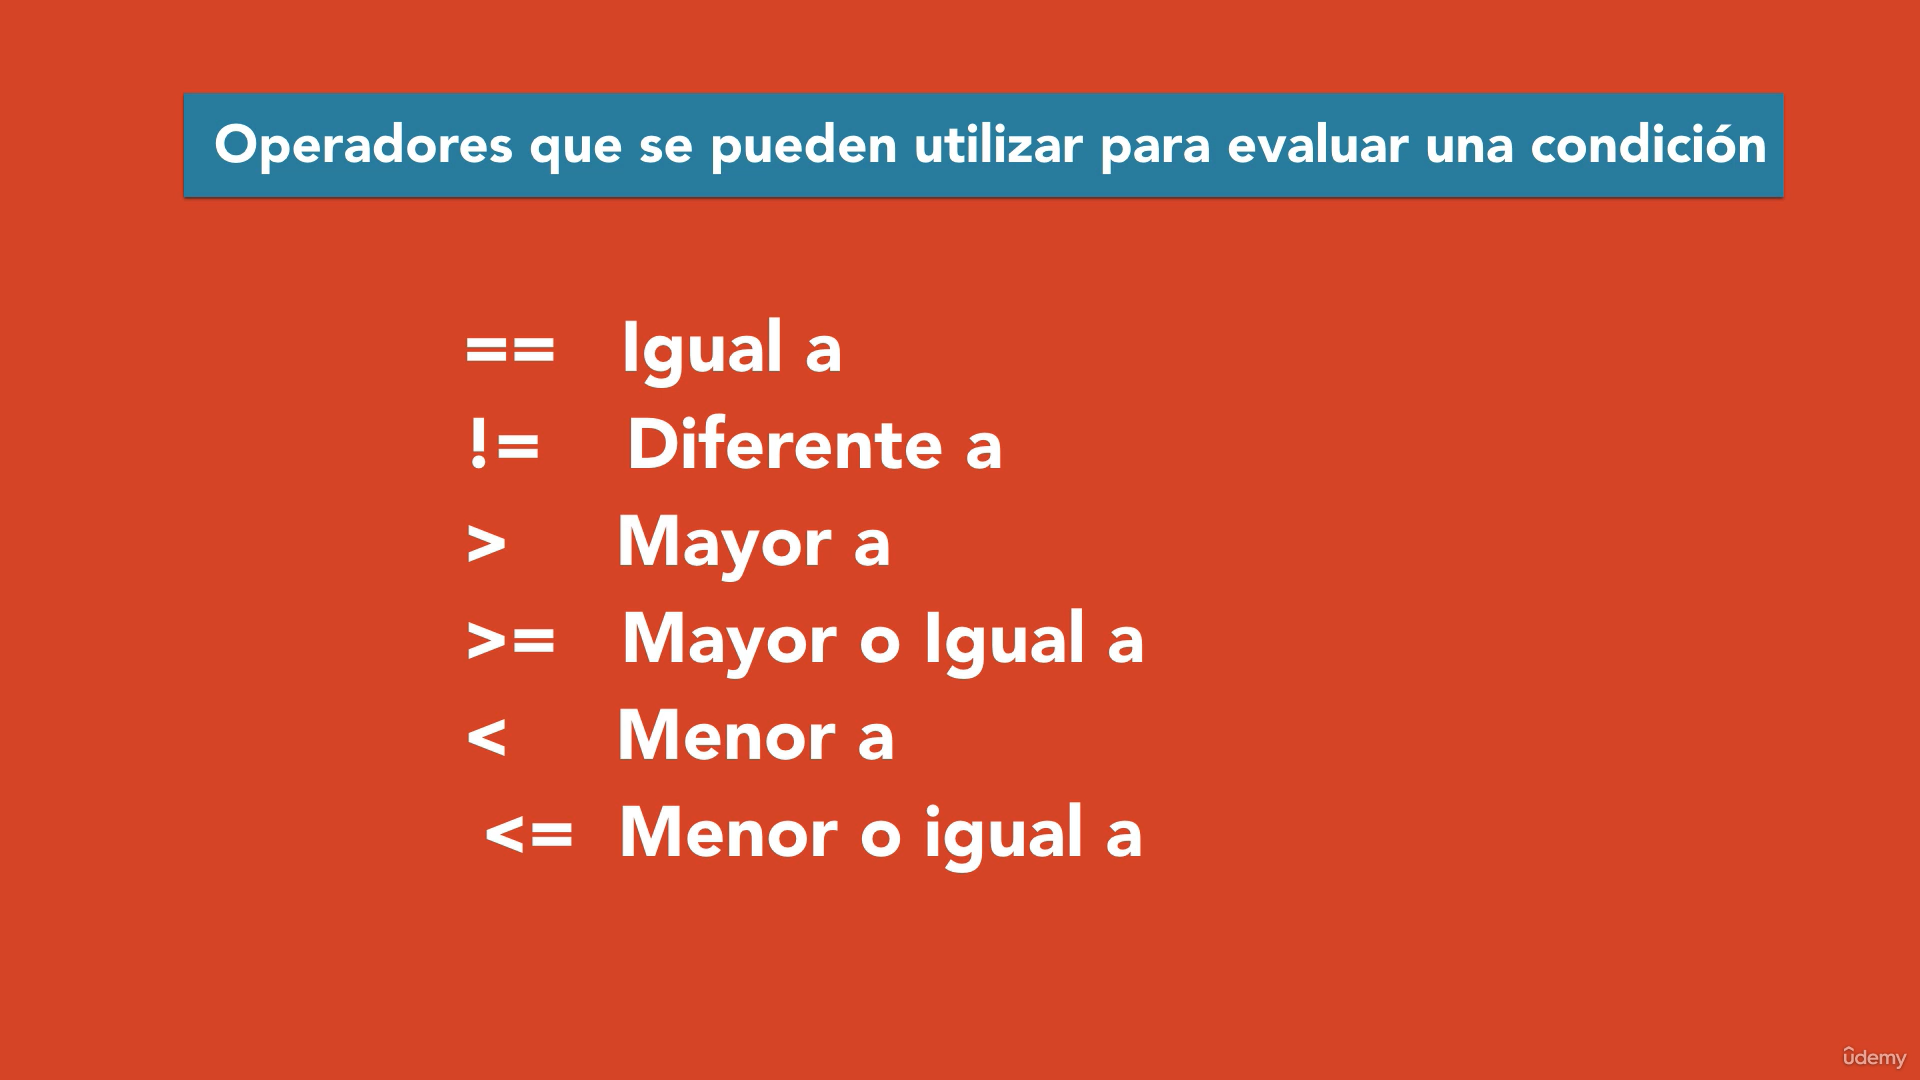 Operadores que se pueden utilizar para evaluar una condición
== Igual a
!= Diferente a
> Mayor a
>= Mayor o Igual a
< Menor a
<= Menor o igual a
ûdemy